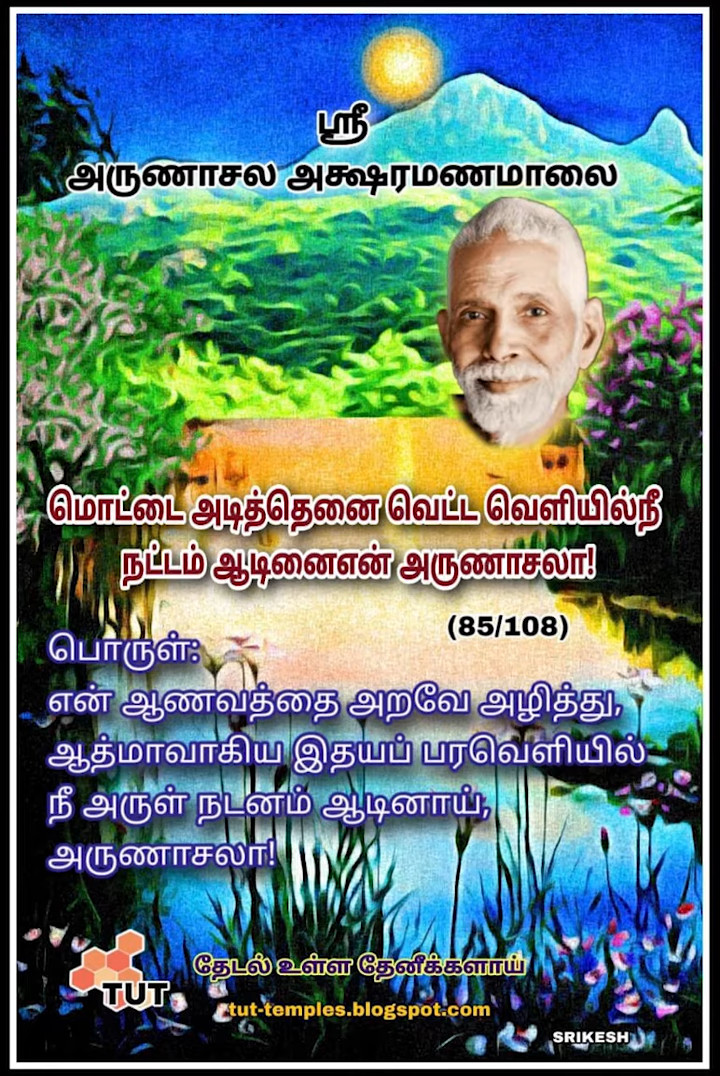 ஸ்ரீ
அருணாசல அக்ஷரமணமாலை
மொட்டை அடித்தெனை வெட்ட வெளியில்நீ
நட்டம் ஆடினைஎன் அருணாசலா!
(85/108)
பொருள்:
என் ஆணவத்தை அறவே அழித்து,
ஆத்மாவாகிய இதயப் பரவெளியில்
நீ அருள் நடனம் ஆடினாய்,
அருணாசலா!
TUT
தேடல் உள்ள தேனீக்களாய்
tut-temples.blogspot.com
SRIKESH